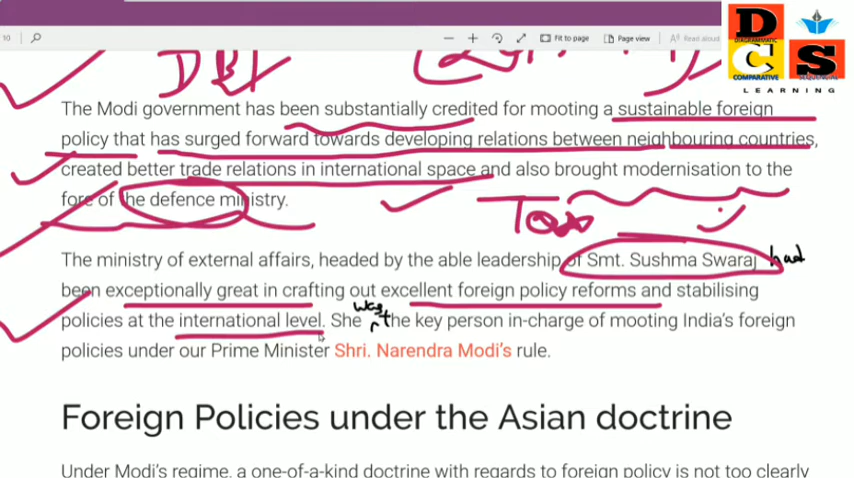 10
Fit to page
Page view
Read aloud
D
DIAGRAMMATIC
C
COMPARATIVE
S
SEQUENCIAL
LEARNING
DBT
The Modi government has been substantially credited for mooting a sustainable foreign
policy that has surged forward towards developing relations between neighbouring countries,
created better trade relations in international space and also brought modernisation to the
fore of the defence ministry.
The ministry of external affairs, headed by the able leadership of Smt. Sushma Swaraj had
been exceptionally great in crafting out excellent foreign policy reforms and stabilising
policies at the international level. She was the key person in-charge of mooting India's foreign
policies under our Prime Minister Shri. Narendra Modi's rule.
Foreign Policies under the Asian doctrine
Under Modi's regime, a one-of-a-kind doctrine with regards to foreign policy is not too clearly